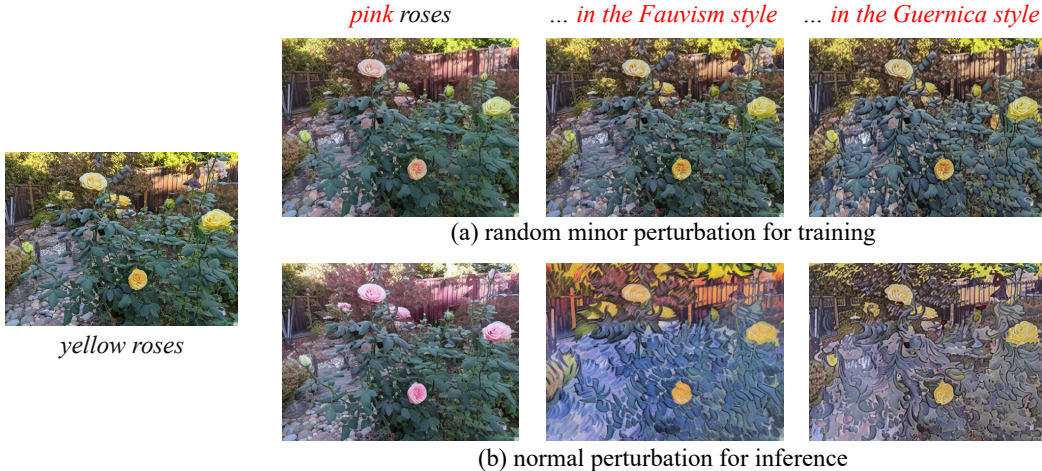 pink roses
... in the Fauvism style
... in the Guernica style
(a) random minor perturbation for training
yellow roses
(b) normal perturbation for inference